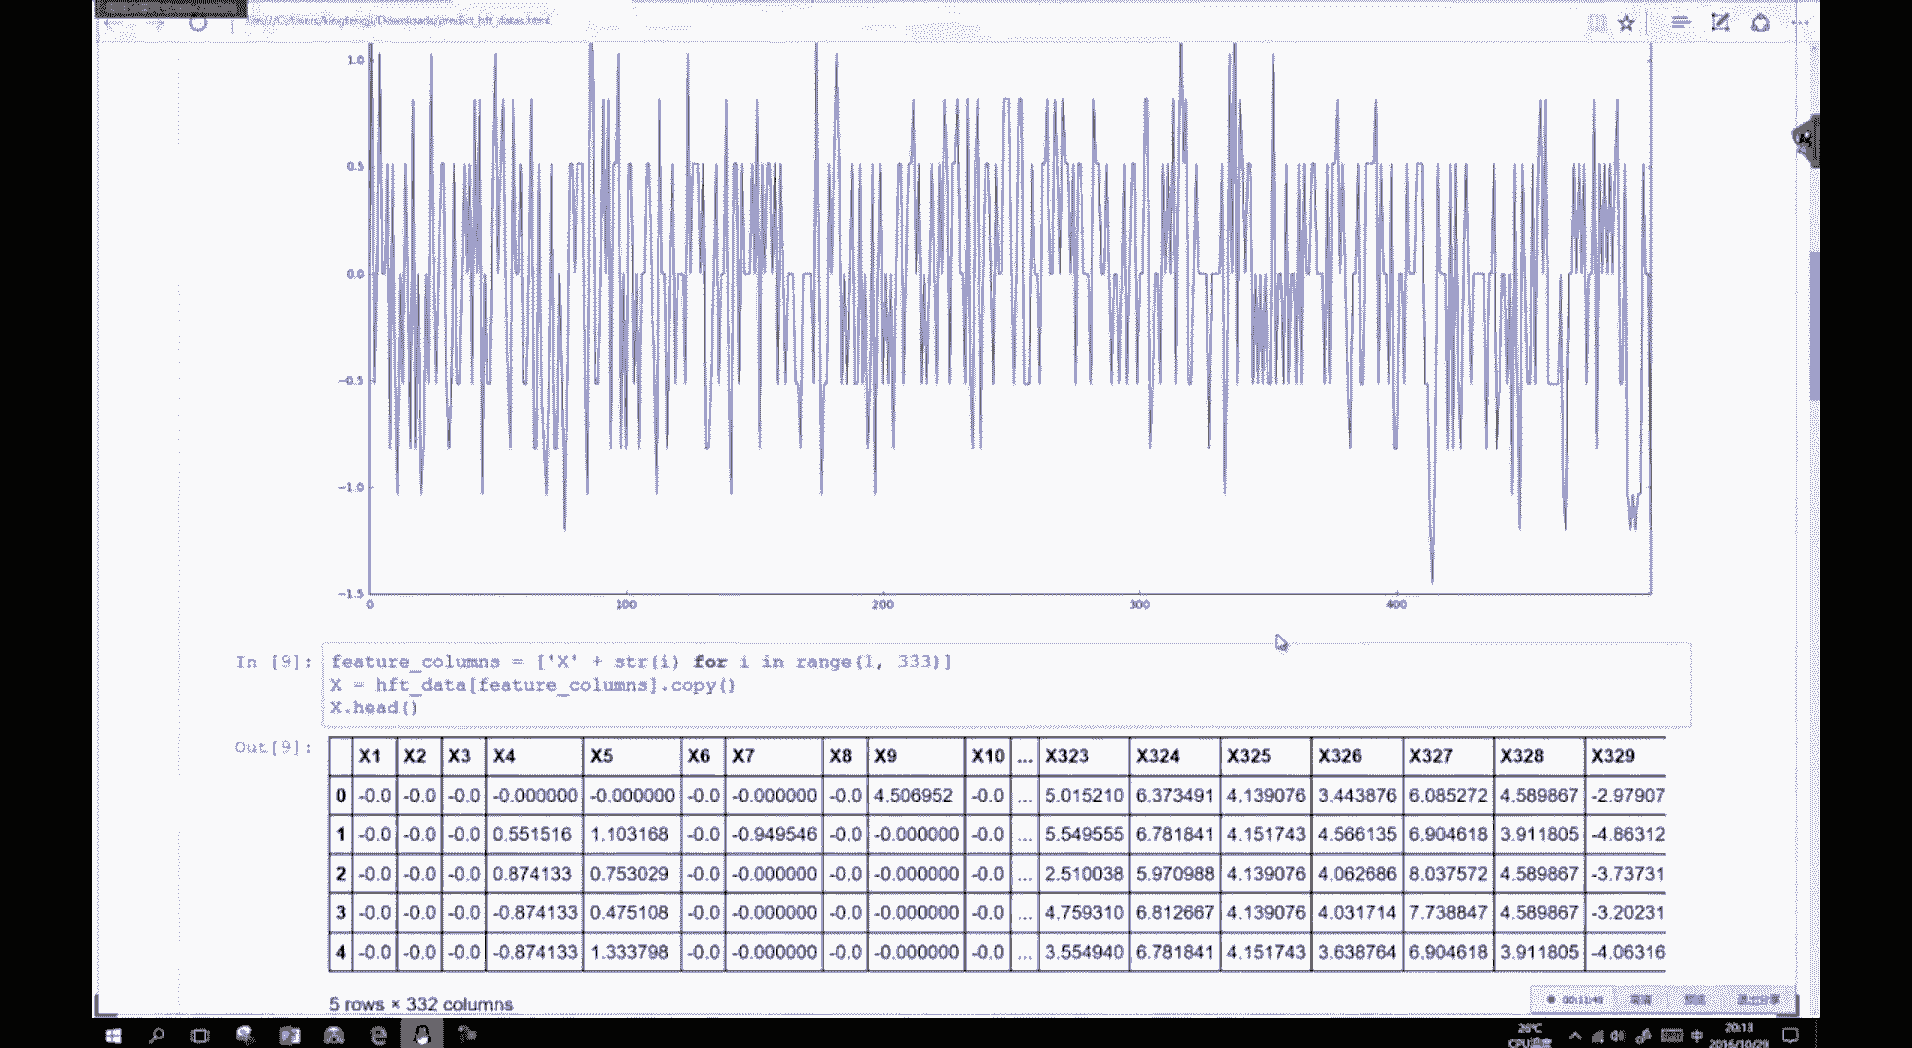 1.0
0.5
0.0
-0.5
-1.0
-1.5
0 100 200 300 400
In [9]: feature_columns = ['X' + str(i) for i in range(1, 333)]
X = hft_data[feature_columns].copy()
X.head()
Out[9]:
X1 X2 X3 X4 X5 X6 X7 X8 X9 X10 ... X323 X324 X325 X326 X327 X328 X329
0 -0.0 -0.0 -0.0 -0.000000 -0.000000 -0.0 -0.000000 -0.0 4.506952 -0.0 ... 5.015210 6.373491 4.139076 3.443876 6.085272 4.589867 -2.97907
1 -0.0 -0.0 -0.0 0.551516 1.103168 -0.0 -0.949546 -0.0 -0.000000 -0.0 ... 5.549555 6.781841 4.151743 4.566135 6.904618 3.911805 -4.86312
2 -0.0 -0.0 -0.0 0.874133 0.753029 -0.0 -0.000000 -0.0 -0.000000 -0.0 ... 2.510038 5.970988 4.139076 4.062686 8.037572 4.589867 -3.73731
3 -0.0 -0.0 -0.0 -0.874133 0.475108 -0.0 -0.000000 -0.0 -0.000000 -0.0 ... 4.759310 6.812667 4.139076 4.031714 7.738847 4.589867 -3.20231
4 -0.0 -0.0 -0.0 -0.874133 1.333798 -0.0 -0.000000 -0.0 -0.000000 -0.0 ... 3.554940 6.781841 4.151743 3.638764 6.904618 3.911805 -4.06316
5 rows × 332 columns
26℃
CPU温度
中
20:13
2016/10/29